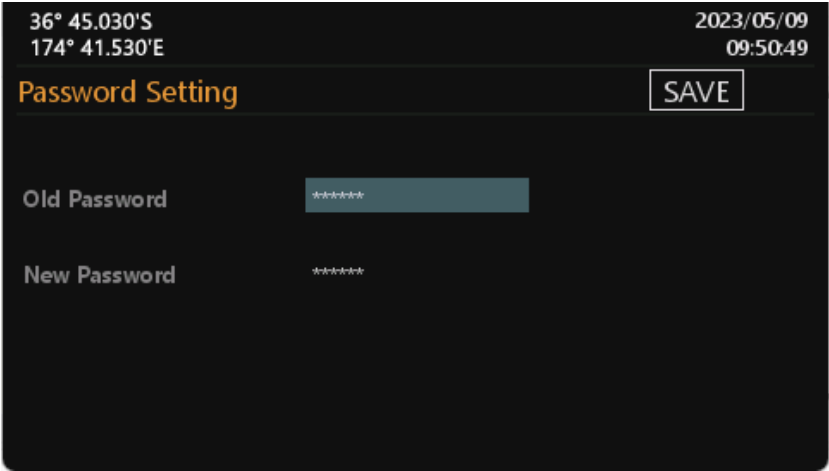 36° 45.030'S
174° 41.530'E
2023/05/09
09:50:49
Password Setting
SAVE
Old Password ******
New Password ******